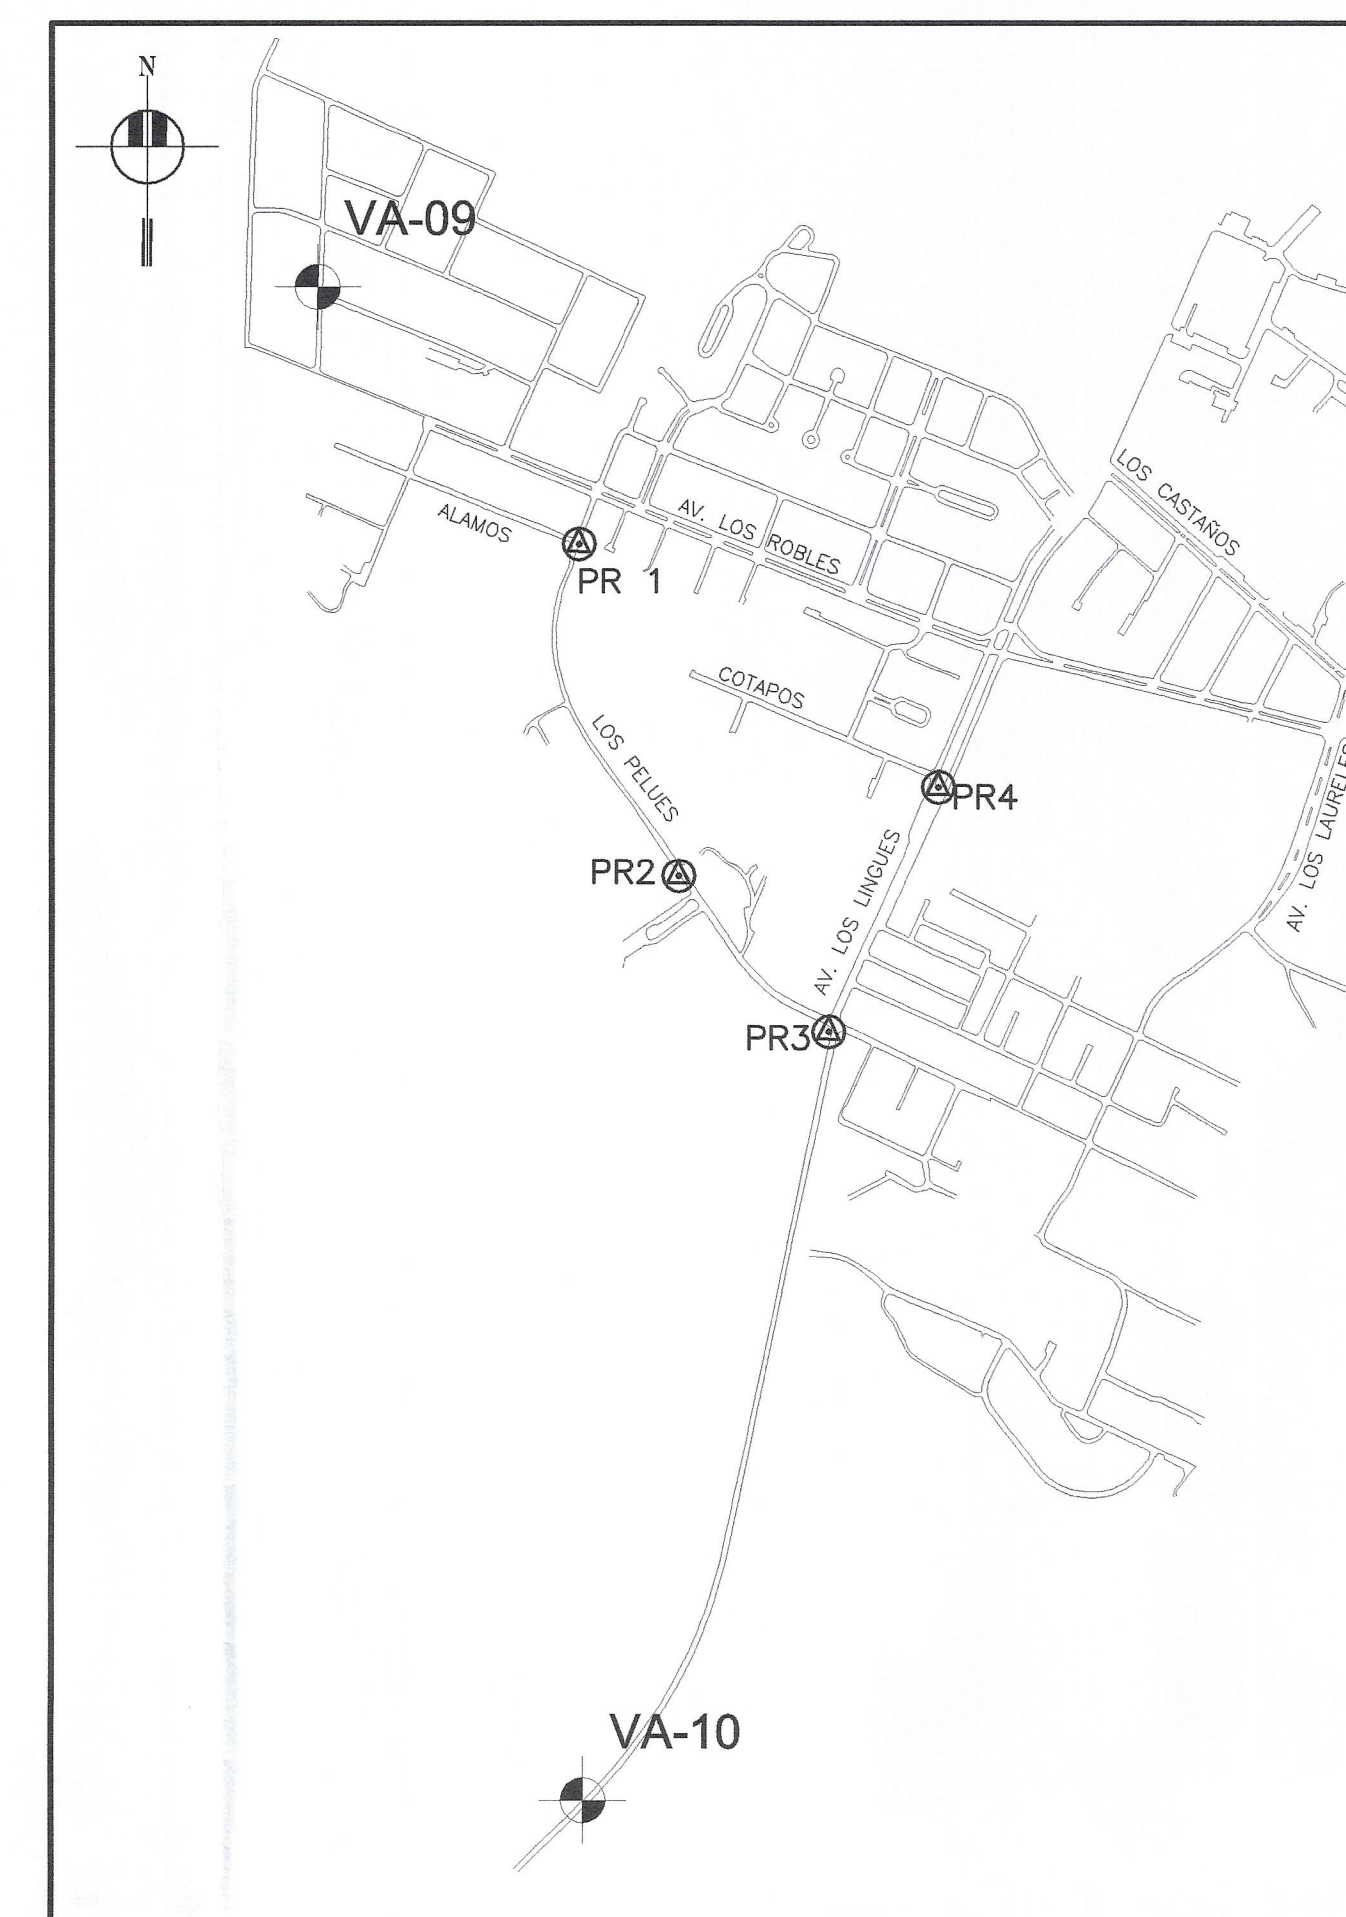 N
VA-09
LOS CASTAÑOS
ALAMOS
AV. LOS ROBLES
PR 1
COTAPOS
LOS PELUES
PR4
AV. LOS LAURELES
AV. LOS LINGUES
PR2
PR3
VA-10